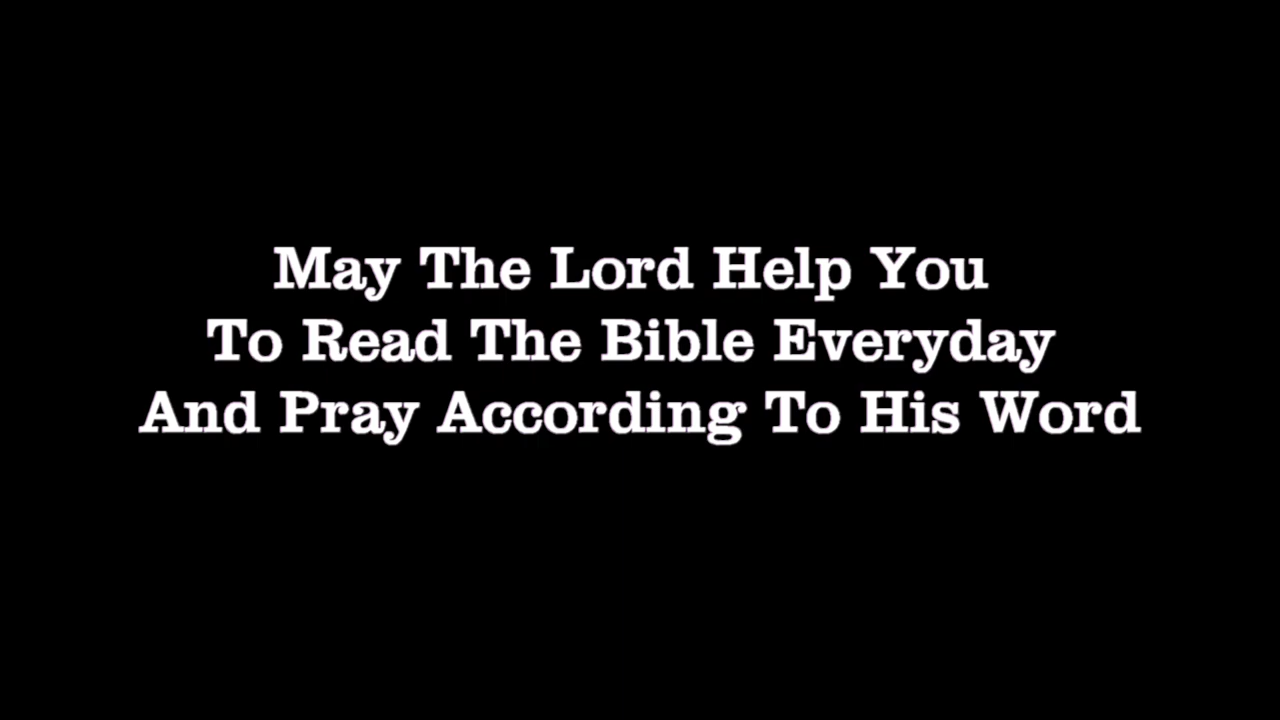 May The Lord Help You
To Read The Bible Everyday
And Pray According To His Word